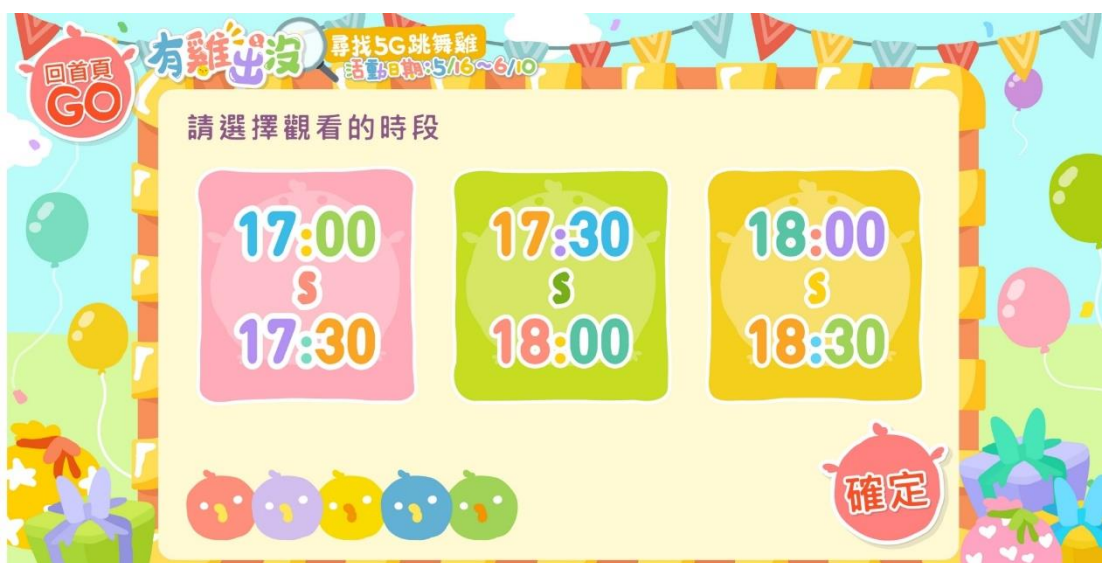 回首頁
GO
有雞出沒
尋找5G跳舞雞
活動日期:5/16~6/10
請選擇觀看的時段
17:00
S
17:30
17:30
S
18:00
18:00
S
18:30
確定